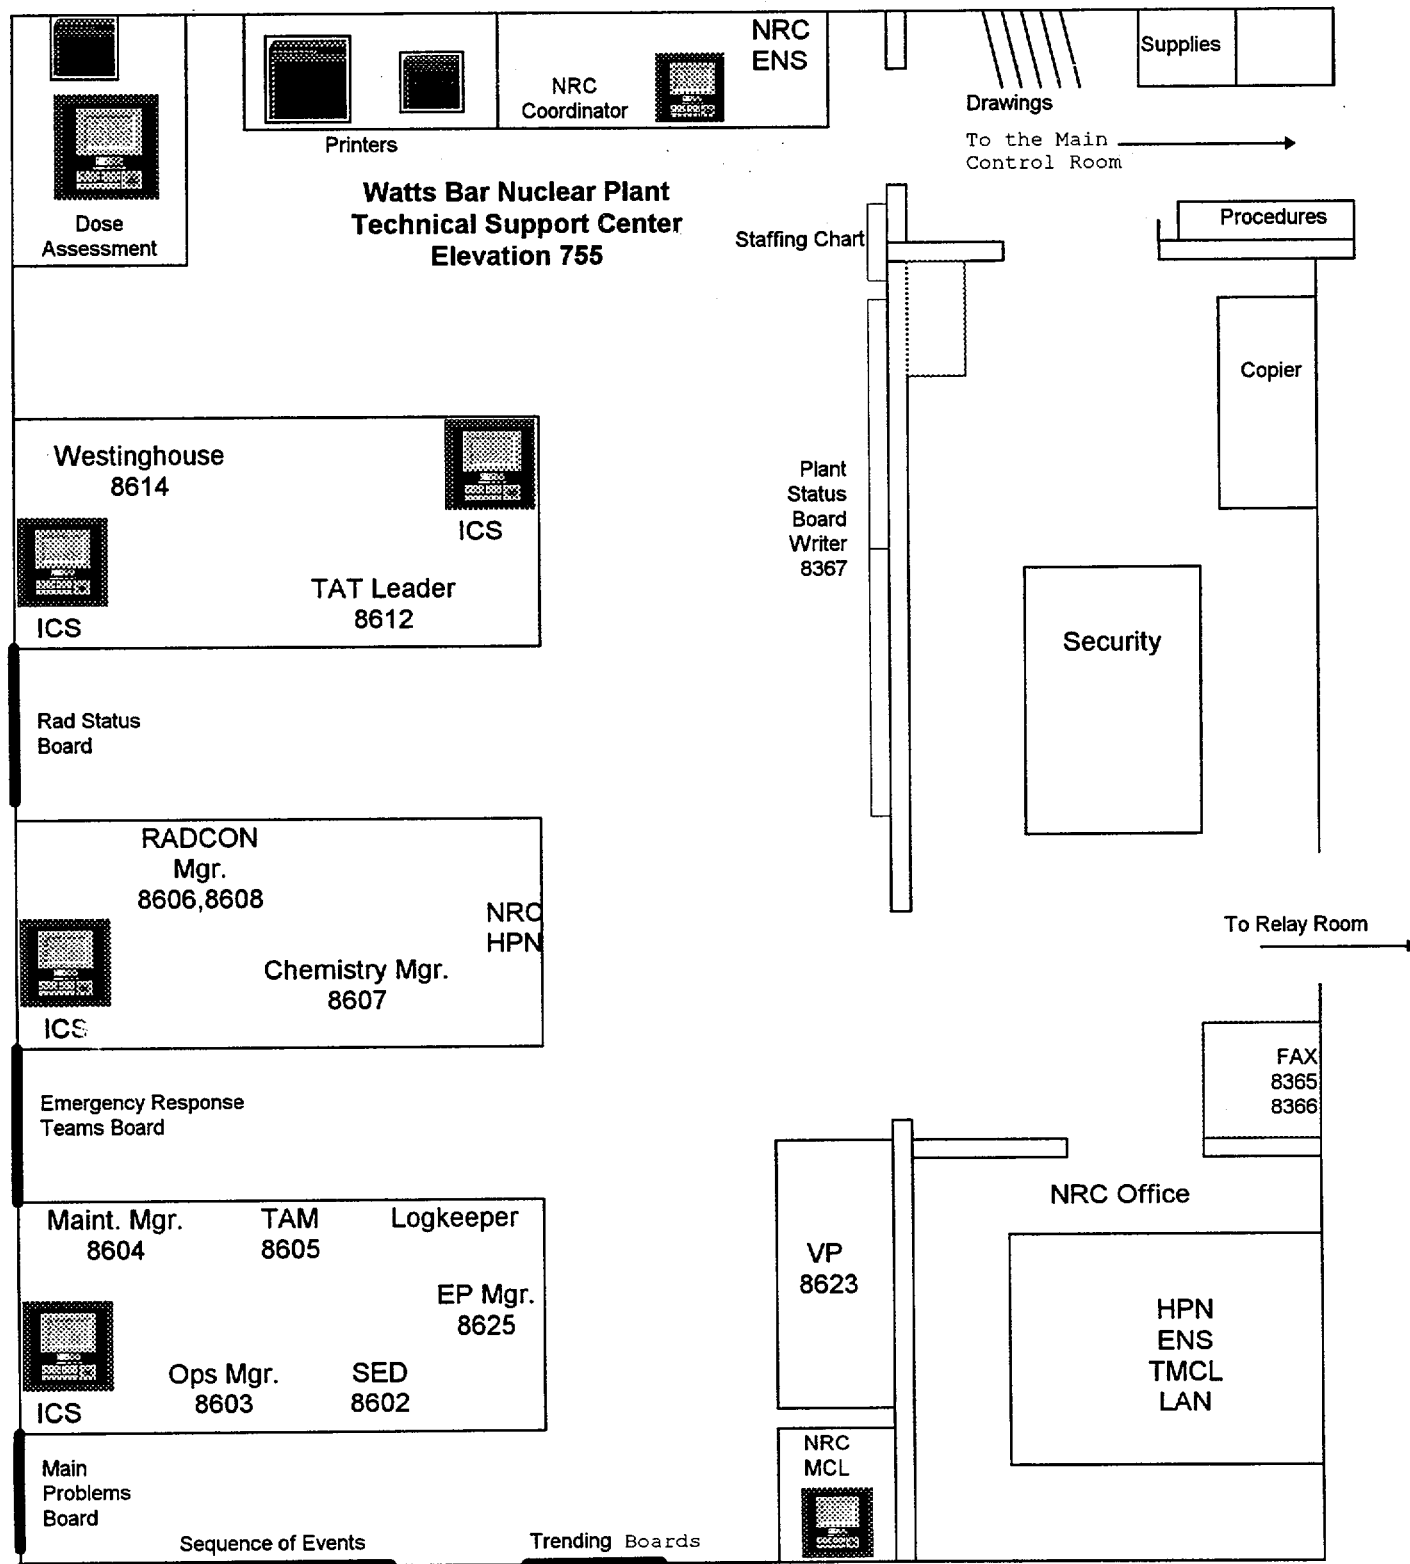 NRC
ENS
NRC
Coordinator
Printers
Supplies
Drawings
To the Main
Control Room
Dose
Assessment
Watts Bar Nuclear Plant
Technical Support Center
Elevation 755
Staffing Chart
Procedures
Copier
Westinghouse
8614
ICS
ICS
TAT Leader
8612
Plant
Status
Board
Writer
8367
Security
Rad Status
Board
RADCON
Mgr.
8606,8608
NRC
HPN
Chemistry Mgr.
8607
ICS
To Relay Room
FAX
8365
8366
Emergency Response
Teams Board
NRC Office
Maint. Mgr.
8604
TAM
8605
Logkeeper
EP Mgr.
8625
Ops Mgr.
8603
SED
8602
ICS
VP
8623
HPN
ENS
TMCL
LAN
NRC
MCL
Main
Problems
Board
Sequence of Events
Trending Boards